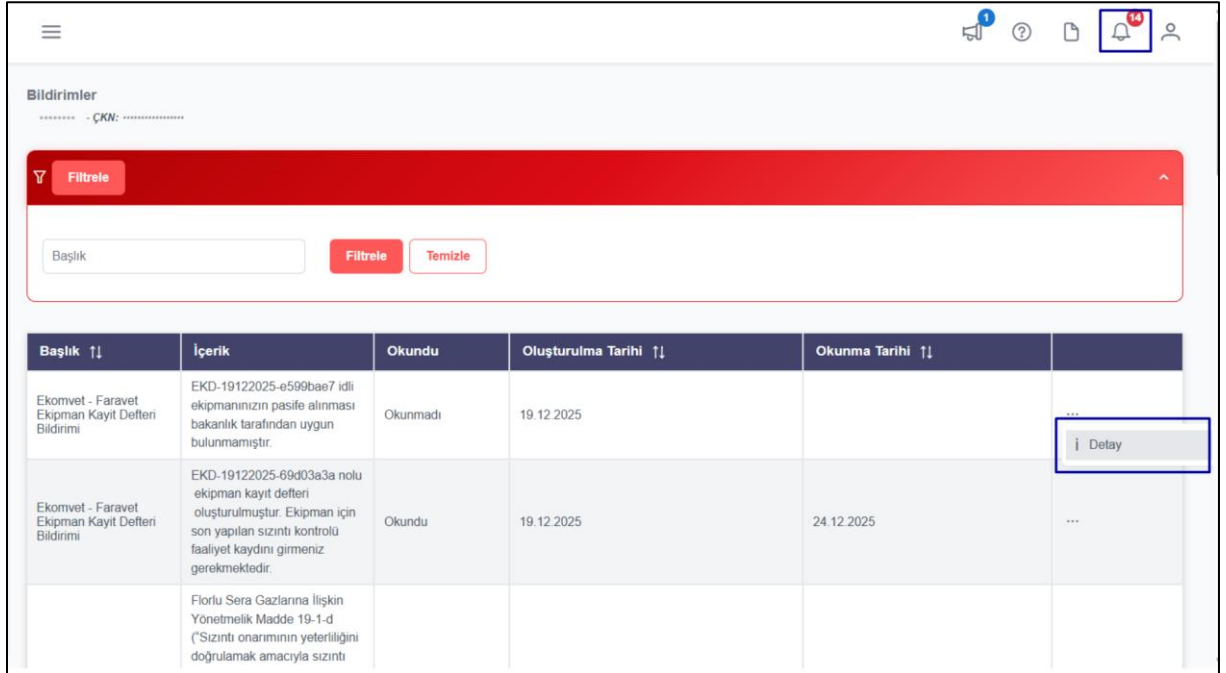 1
14
Bildirimler
******** - ÇKN: ****************
Filtrele
Başlık
Filtrele
Temizle
Başlık
İçerik
Okundu
Oluşturulma Tarihi
Okunma Tarihi
Ekomvet - Faravet
Ekipman Kayit Defteri
Bildirimi
EKD-19122025-e599bae7 idli
ekipmanınızın pasife alınması
bakanlık tarafından uygun
bulunmamıştır.
Okunmadı
19.12.2025
...
i Detay
Ekomvet - Faravet
Ekipman Kayit Defteri
Bildirimi
EKD-19122025-69d03a3a nolu
ekipman kayıt defteri
oluşturulmuştur. Ekipman için
son yapılan sızıntı kontrolü
faaliyet kaydını girmeniz
gerekmektedir.
Okundu
19.12.2025
24.12.2025
...
Florlu Sera Gazlarına İlişkin
Yönetmelik Madde 19-1-d
("Sızıntı onarımının yeterliliğini
doğrulamak amacıyla sızıntı